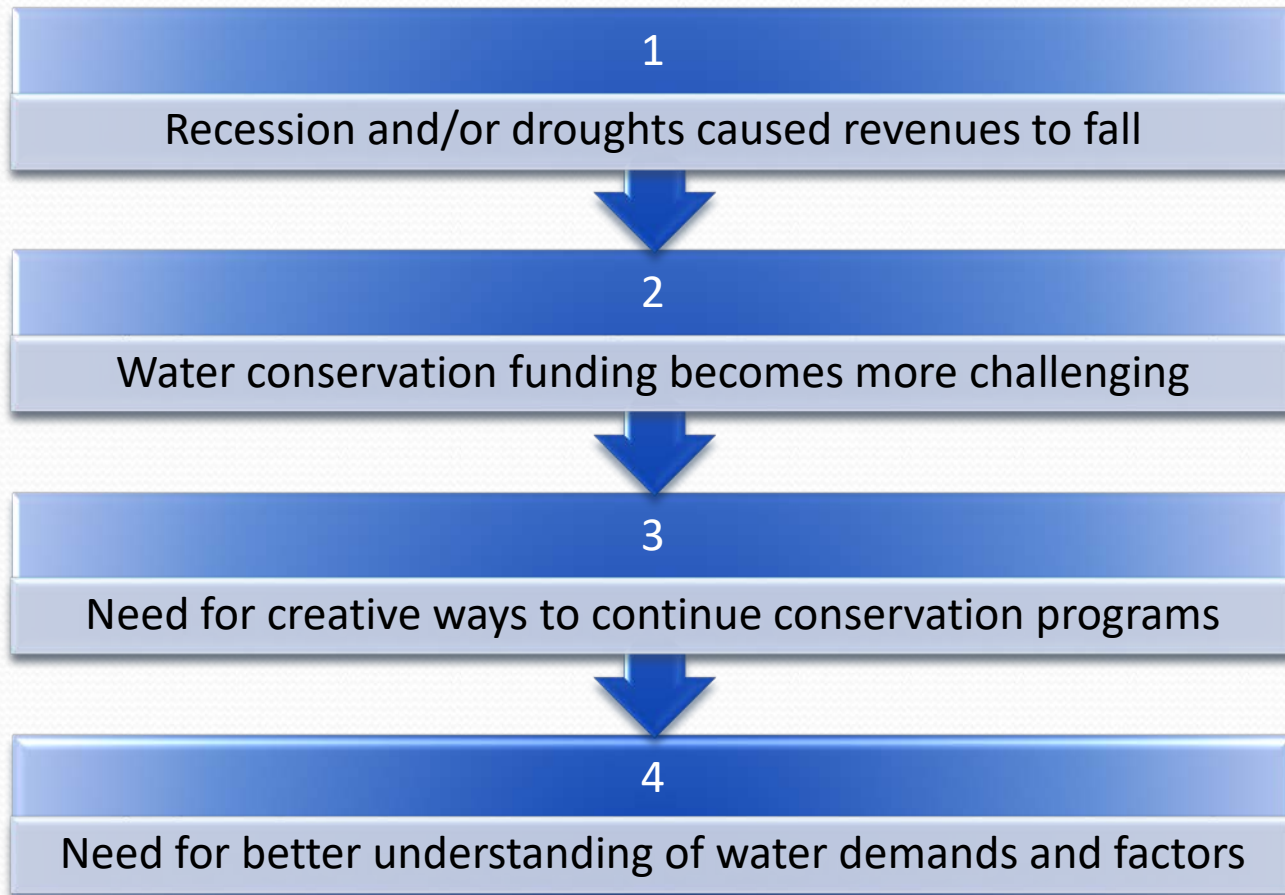 1
Recession and/or droughts caused revenues to fall
2
Water conservation funding becomes more challenging
3
Need for creative ways to continue conservation programs
4
Need for better understanding of water demands and factors